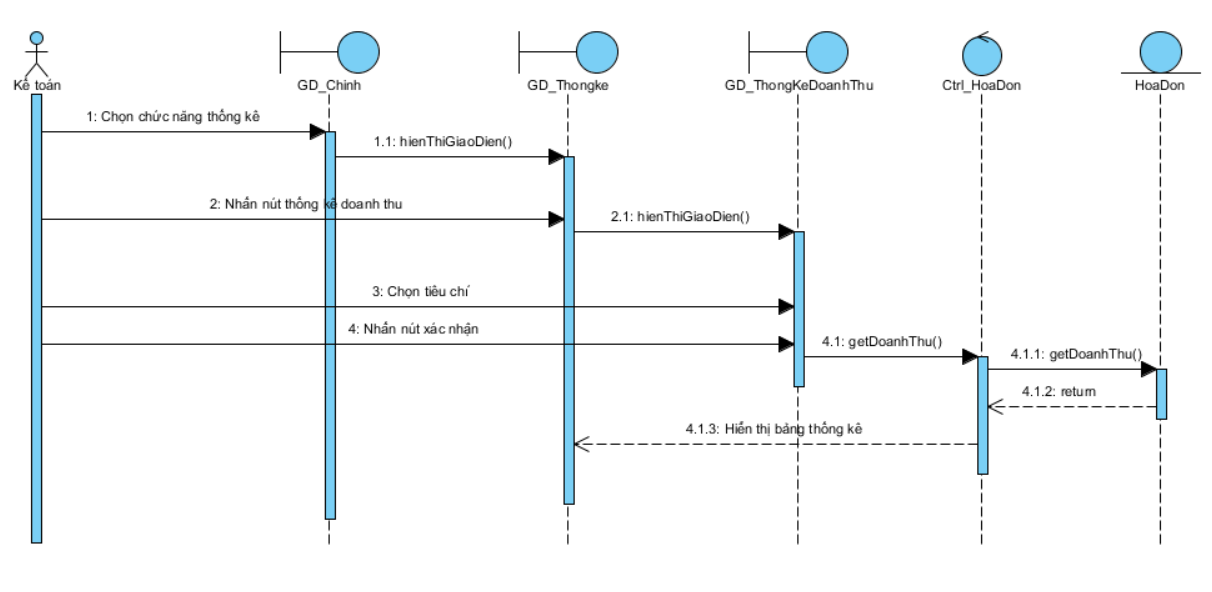 Kế toán
GD_Chinh
GD_Thongke
GD_ThongKeDoanhThu
Ctrl_HoaDon
HoaDon
1: Chọn chức năng thống kê
1.1: hienThiGiaoDien()
2: Nhấn nút thống kê doanh thu
2.1: hienThiGiaoDien()
3: Chọn tiêu chí
4: Nhấn nút xác nhận
4.1: getDoanhThu()
4.1.1: getDoanhThu()
4.1.2: return
4.1.3: Hiển thị bảng thống kê